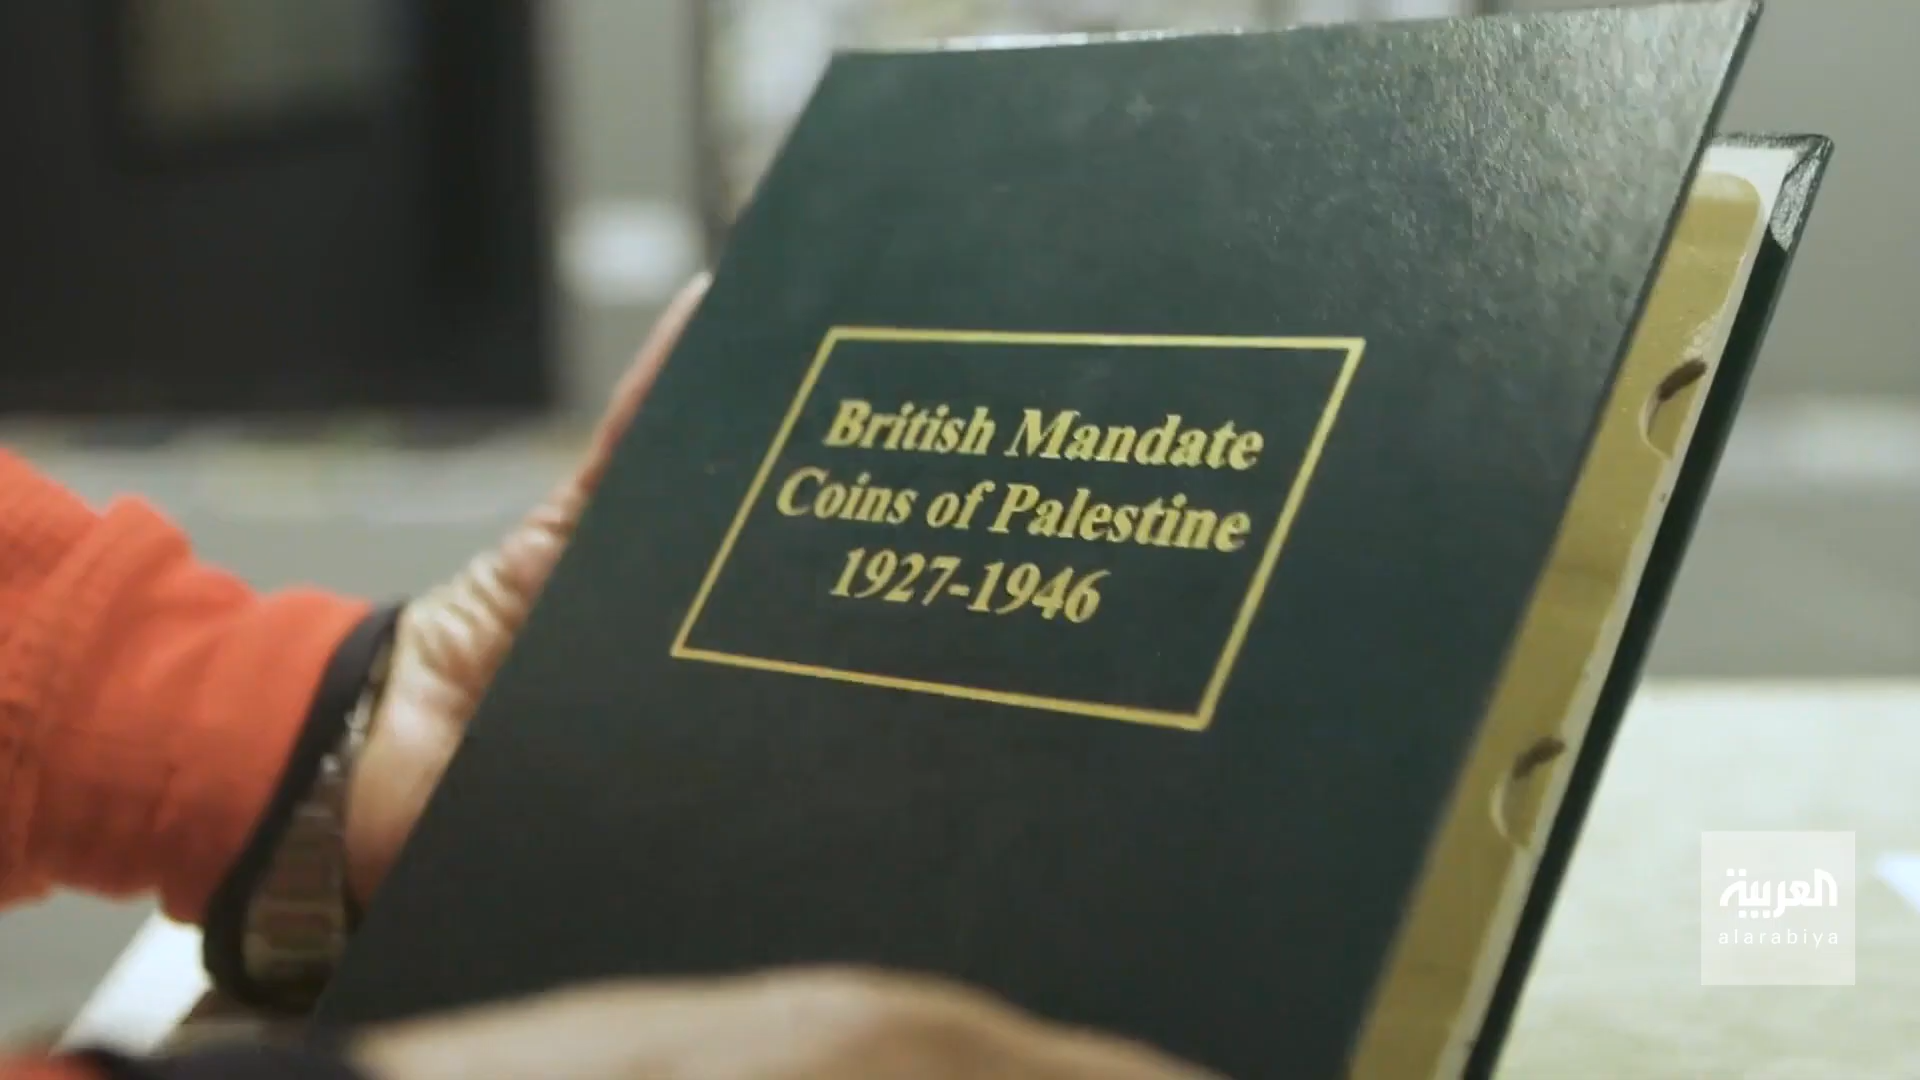 British Mandate
Coins of Palestine
1927-1946
العربية
alarabiya